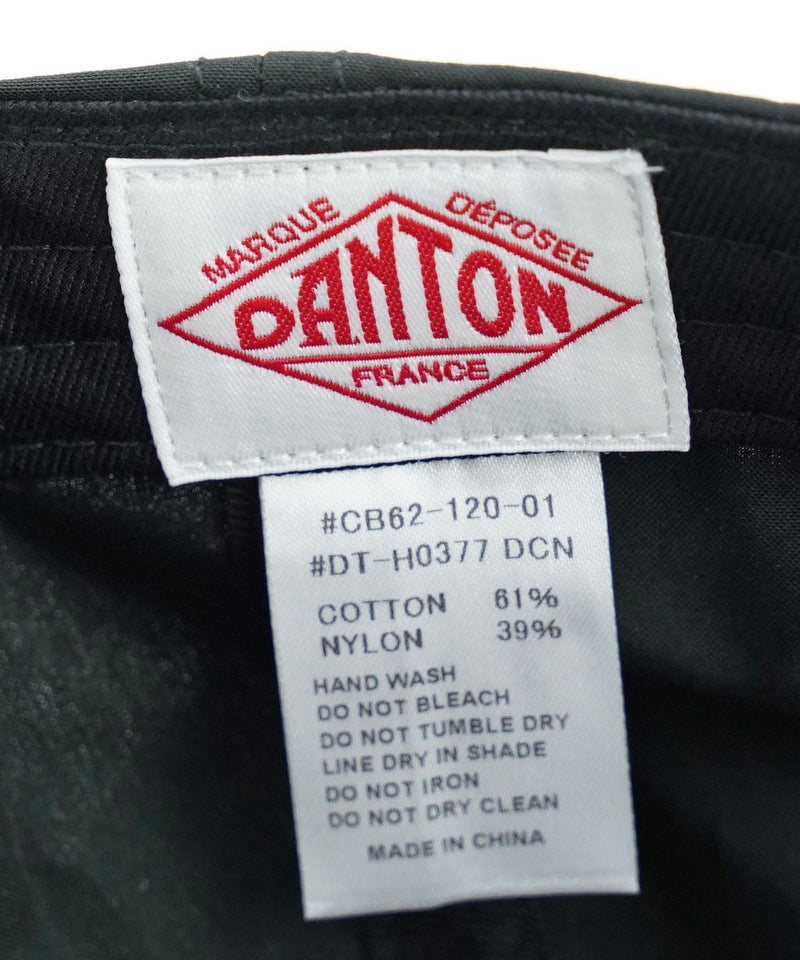 MARQUE DÉPOSEE
DANTON
FRANCE
#CB62-120-01
#DT-H0377 DCN
COTTON 61%
NYLON 39%
HAND WASH
DO NOT BLEACH
DO NOT TUMBLE DRY
LINE DRY IN SHADE
DO NOT IRON
DO NOT DRY CLEAN
MADE IN CHINA